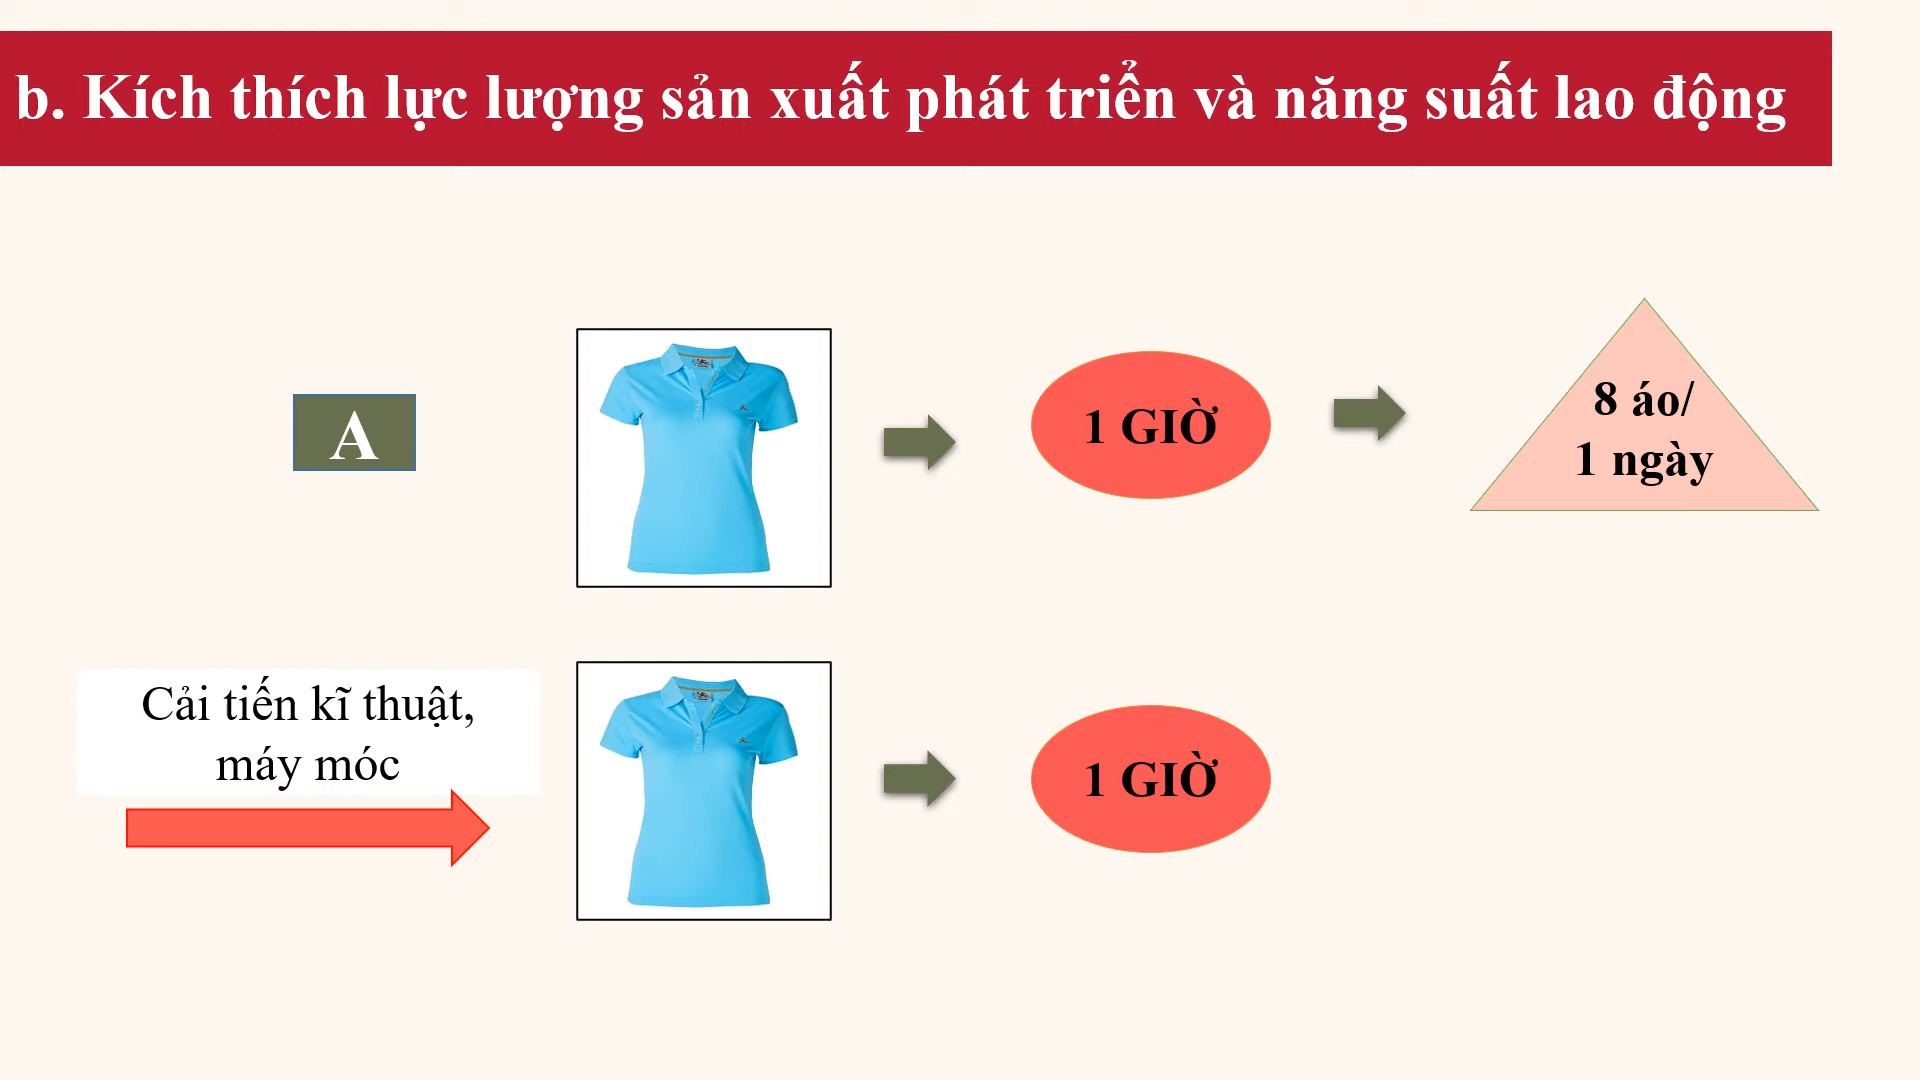 b. Kích thích lực lượng sản xuất phát triển và năng suất lao động
A
1 GIỜ
8 áo/
1 ngày
Cải tiến kĩ thuật,
máy móc
1 GIỜ